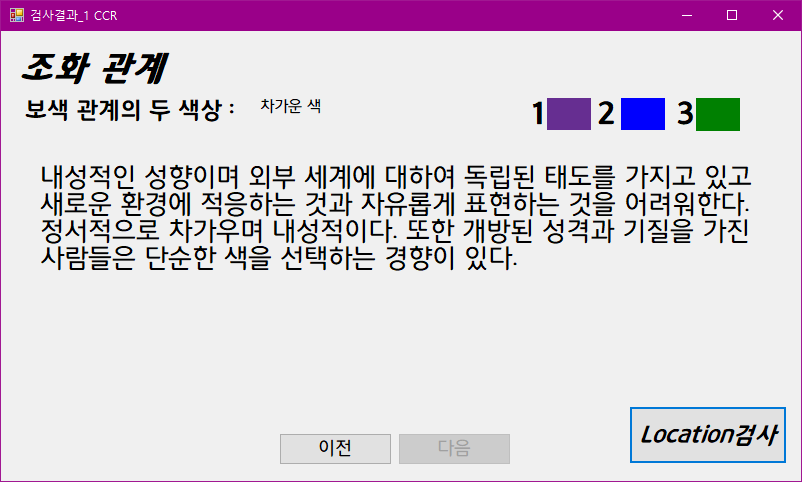 검사결과_1 CCR
조화 관계
보색 관계의 두 색상 : 차가운 색 1 2 3
내성적인 성향이며 외부 세계에 대하여 독립된 태도를 가지고 있고
새로운 환경에 적응하는 것과 자유롭게 표현하는 것을 어려워한다.
정서적으로 차가우며 내성적이다. 또한 개방된 성격과 기질을 가진
사람들은 단순한 색을 선택하는 경향이 있다.
이전 다음 Location검사